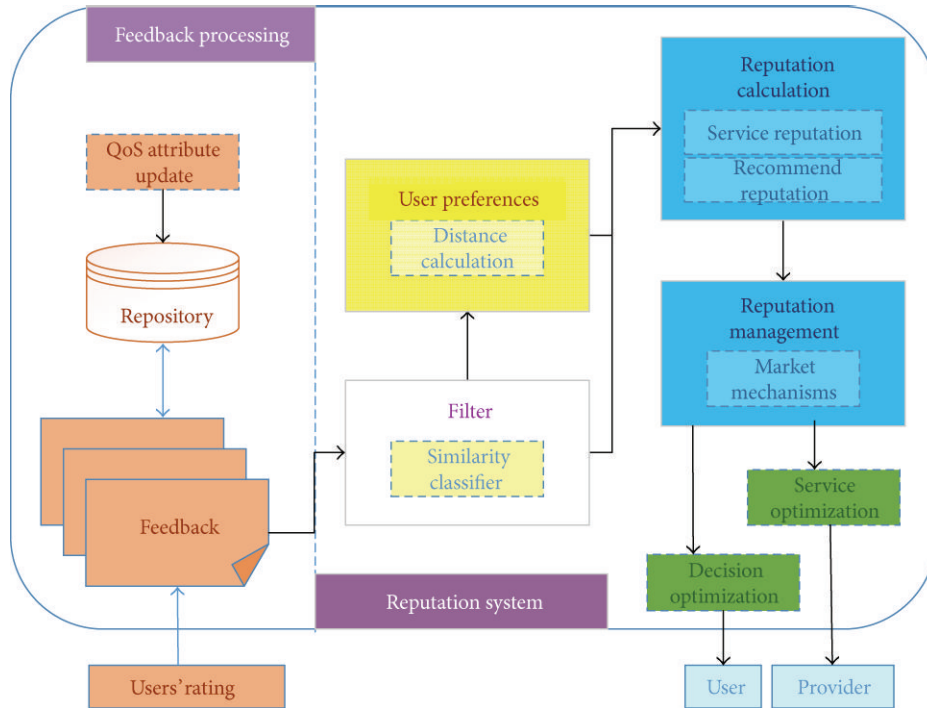 Feedback processing
QoS attribute
update
Repository
Feedback
Users' rating
User preferences
Distance
calculation
Filter
Similarity
classifier
Reputation system
Reputation
calculation
Service reputation
Recommend
reputation
Reputation
management
Market
mechanisms
Service
optimization
Decision
optimization
User
Provider